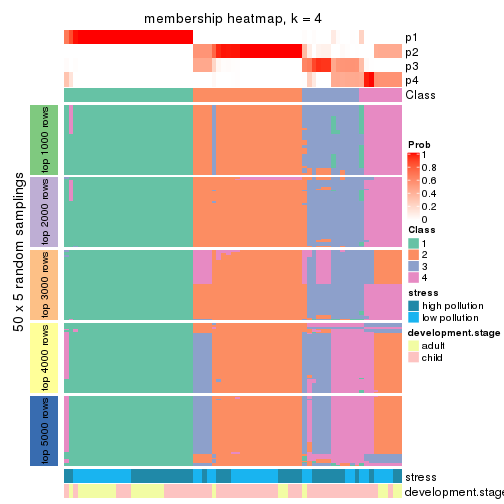 membership heatmap, k = 4
p1
p2
p3
p4
Class
50 x 5 random samplings
top 1000 rows
top 2000 rows
top 3000 rows
top 4000 rows
top 5000 rows
stress
development.stage
Prob
1
0.8
0.6
0.4
0.2
0
Class
1
2
3
4
stress
high pollution
low pollution
development.stage
adult
child